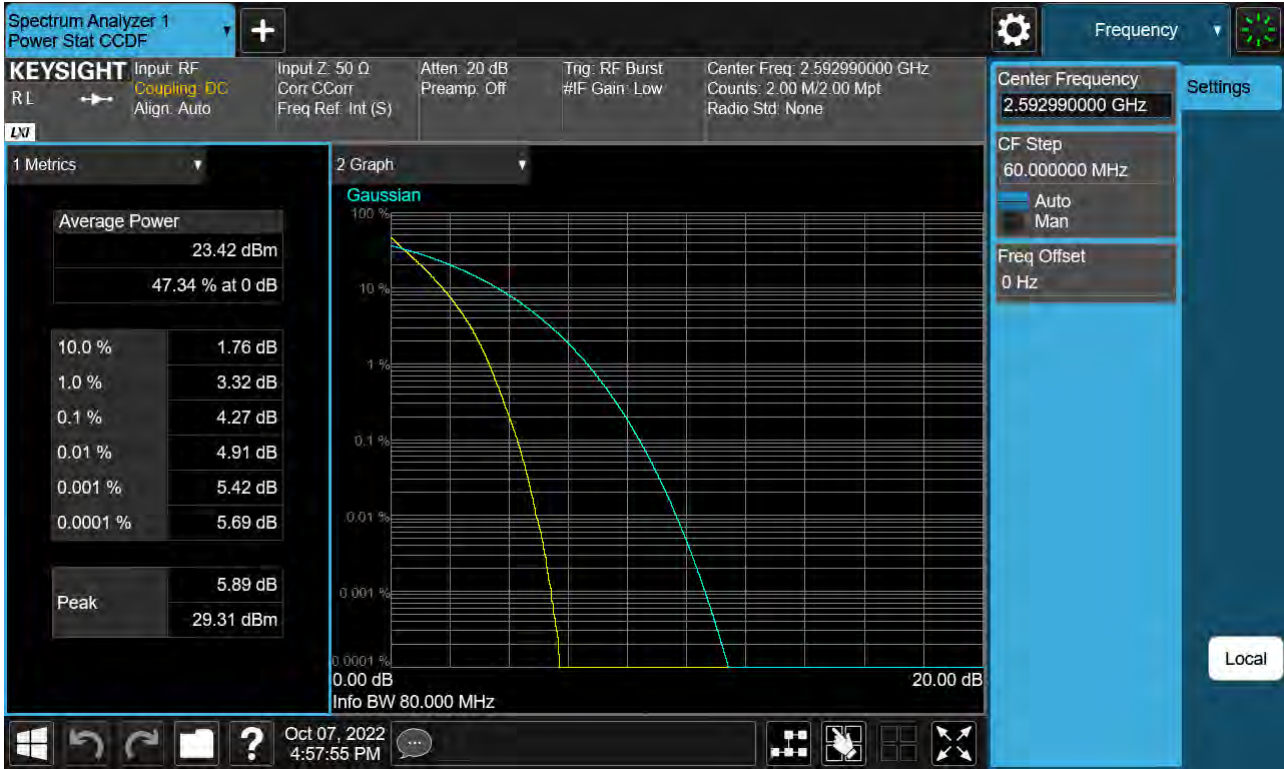 Spectrum Analyzer 1
Power Stat CCDF
+
Frequency
KEYSIGHT
RL
LXI
Input: RF
Coupling: DC
Align: Auto
Input Z: 50 Ω
Corr CCorr
Freq Ref: Int (S)
Atten: 20 dB
Preamp: Off
Trig: RF Burst
#IF Gain: Low
Center Freq: 2.592990000 GHz
Counts: 2.00 M/2.00 Mpt
Radio Std: None
Center Frequency
2.592990000 GHz
CF Step
60.000000 MHz
Auto
Man
Freq Offset
0 Hz
Settings
Local
1 Metrics
Average Power
23.42 dBm
47.34 % at 0 dB
10.0 % 1.76 dB
1.0 % 3.32 dB
0.1 % 4.27 dB
0.01 % 4.91 dB
0.001 % 5.42 dB
0.0001 % 5.69 dB
Peak
5.89 dB
29.31 dBm
2 Graph
Gaussian
100 %
10 %
1 %
0.1 %
0.01 %
0.001 %
0.0001 %
0.00 dB 20.00 dB
Info BW 80.000 MHz
?
Oct 07, 2022
4:57:55 PM